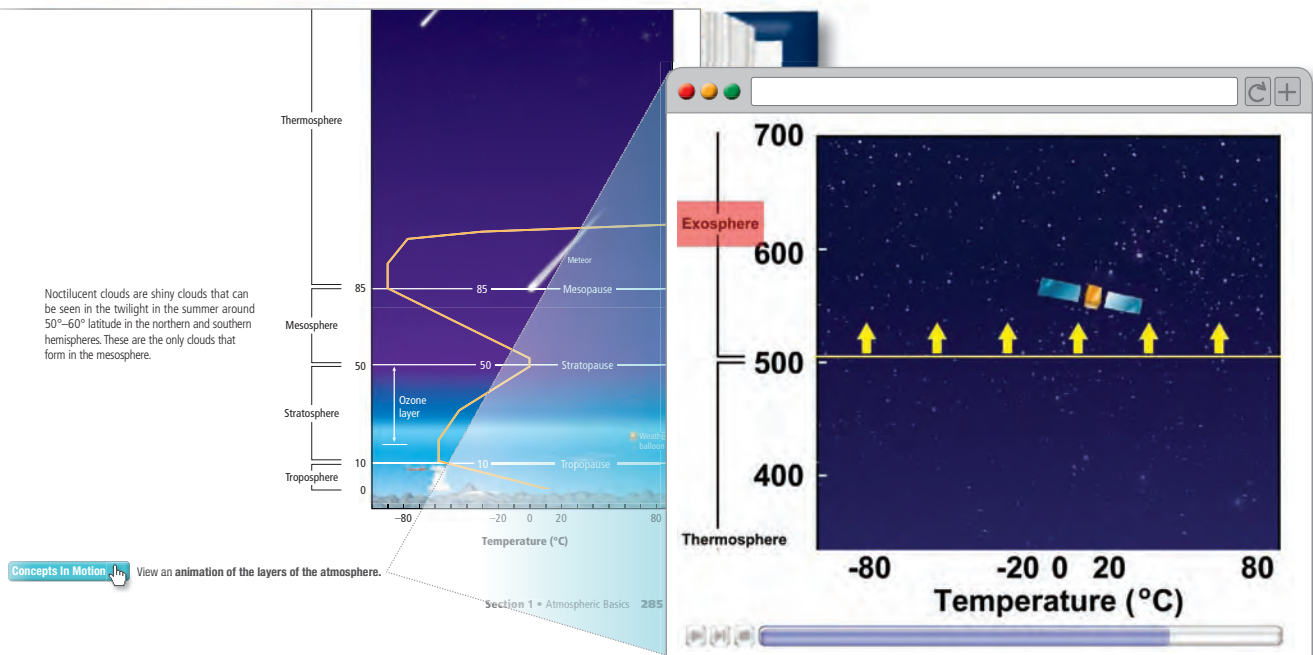 Thermosphere
Noctilucent clouds are shiny clouds that can
be seen in the twilight in the summer around
50°–60° latitude in the northern and southern
hemispheres. These are the only clouds that
form in the mesosphere.
Meteor
85
85
Mesopause
Mesosphere
50
50
Stratopause
Ozone
layer
Stratosphere
Weathe
balloon
10
10
Tropopause
Troposphere
0
–80
–20
0
20
80
Temperature (°C)
Concepts In Motion
View an animation of the layers of the atmosphere.
Section 1 • Atmospheric Basics 285
700
Exosphere
600
500
400
Thermosphere
-80
-20
0
20
80
Temperature (°C)